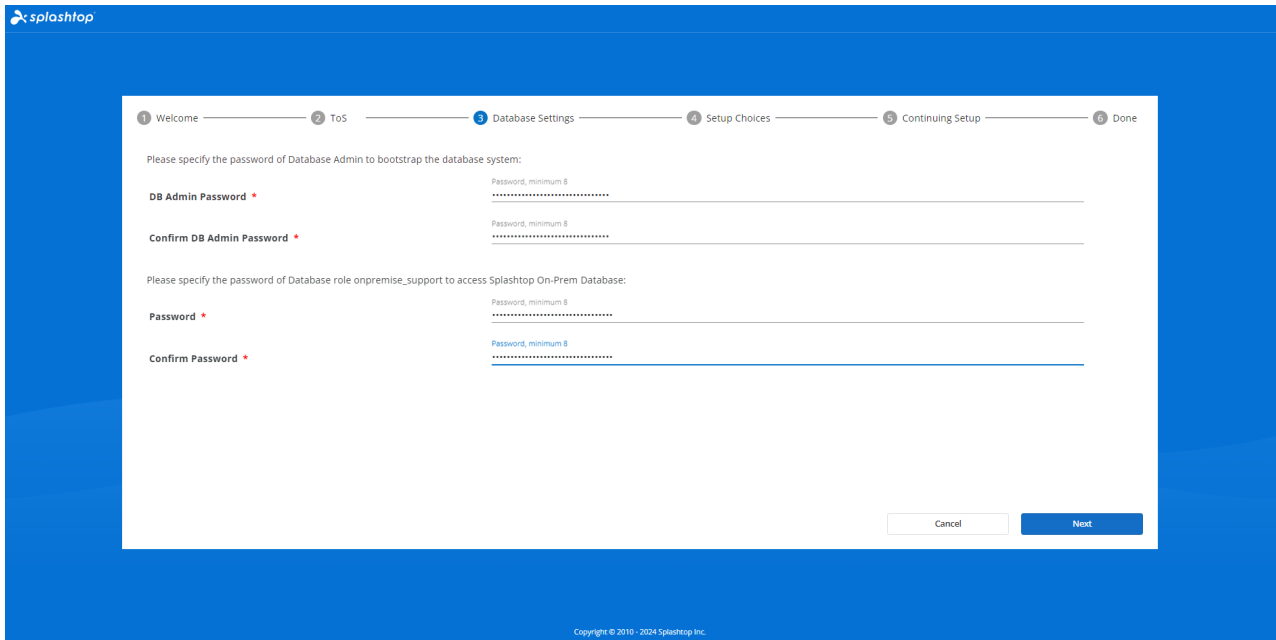 splashtop
1 Welcome 2 ToS 3 Database Settings 4 Setup Choices 5 Continuing Setup 6 Done
Please specify the password of Database Admin to bootstrap the database system:
Password, minimum 8
DB Admin Password *
••••••••••••••••••••••••••••••••
Password, minimum 8
Confirm DB Admin Password *
••••••••••••••••••••••••••••••••
Please specify the password of Database role onpremise_support to access Splashtop On-Prem Database:
Password, minimum 8
Password *
•••••••••••••••••••••••••••••••••
Password, minimum 8
Confirm Password *
•••••••••••••••••••••••••••••••••
Cancel Next
Copyright © 2010 - 2024 Splashtop Inc.